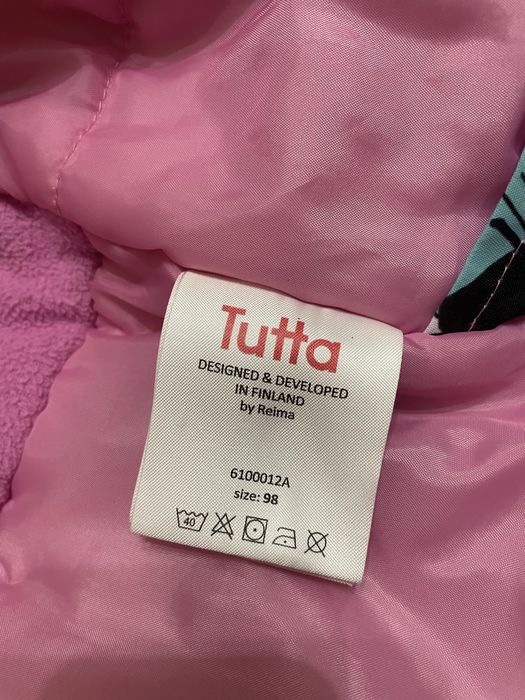 Tutta
DESIGNED & DEVELOPED
IN FINLAND
by Reima
6100012A
size: 98
40